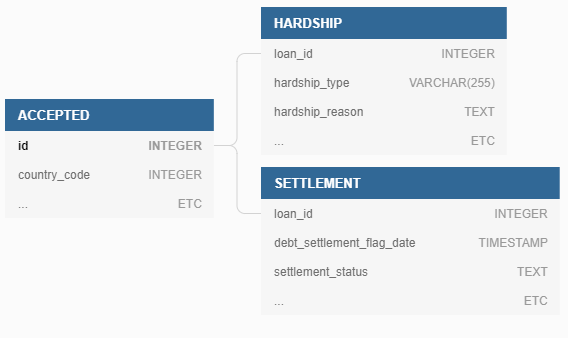 HARDSHIP
loan_id INTEGER
hardship_type VARCHAR(255)
hardship_reason TEXT
... ETC
ACCEPTED
id INTEGER
country_code INTEGER
... ETC
SETTLEMENT
loan_id INTEGER
debt_settlement_flag_date TIMESTAMP
settlement_status TEXT
... ETC